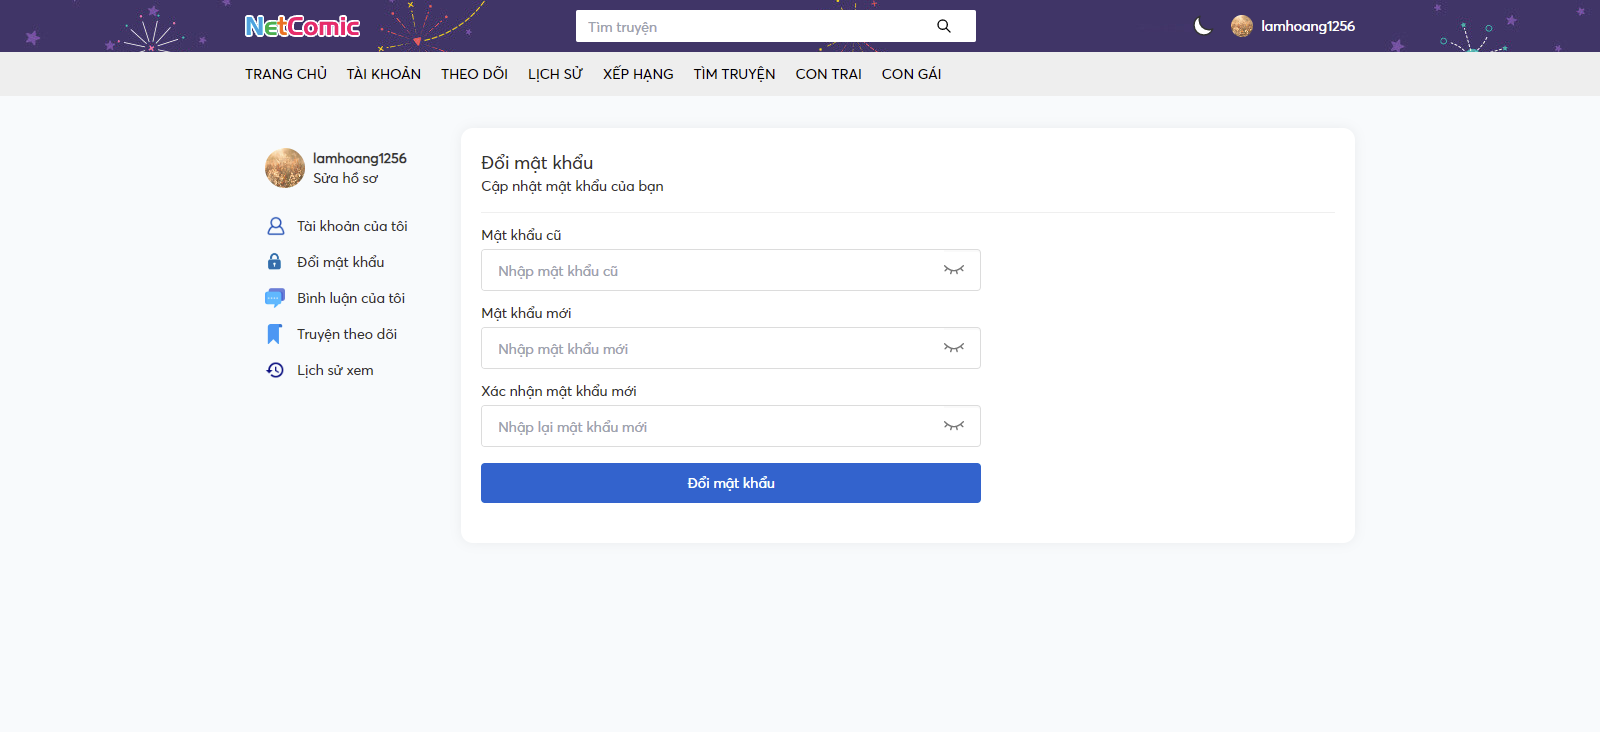 NetComic
Tìm truyện
lamhoang1256
TRANG CHỦ TÀI KHOẢN THEO DÕI LỊCH SỬ XẾP HẠNG TÌM TRUYỆN CON TRAI CON GÁI
lamhoang1256
Sửa hồ sơ
Tài khoản của tôi
Đổi mật khẩu
Bình luận của tôi
Truyện theo dõi
Lịch sử xem
Đổi mật khẩu
Cập nhật mật khẩu của bạn
Mật khẩu cũ
Nhập mật khẩu cũ
Mật khẩu mới
Nhập mật khẩu mới
Xác nhận mật khẩu mới
Nhập lại mật khẩu mới
Đổi mật khẩu